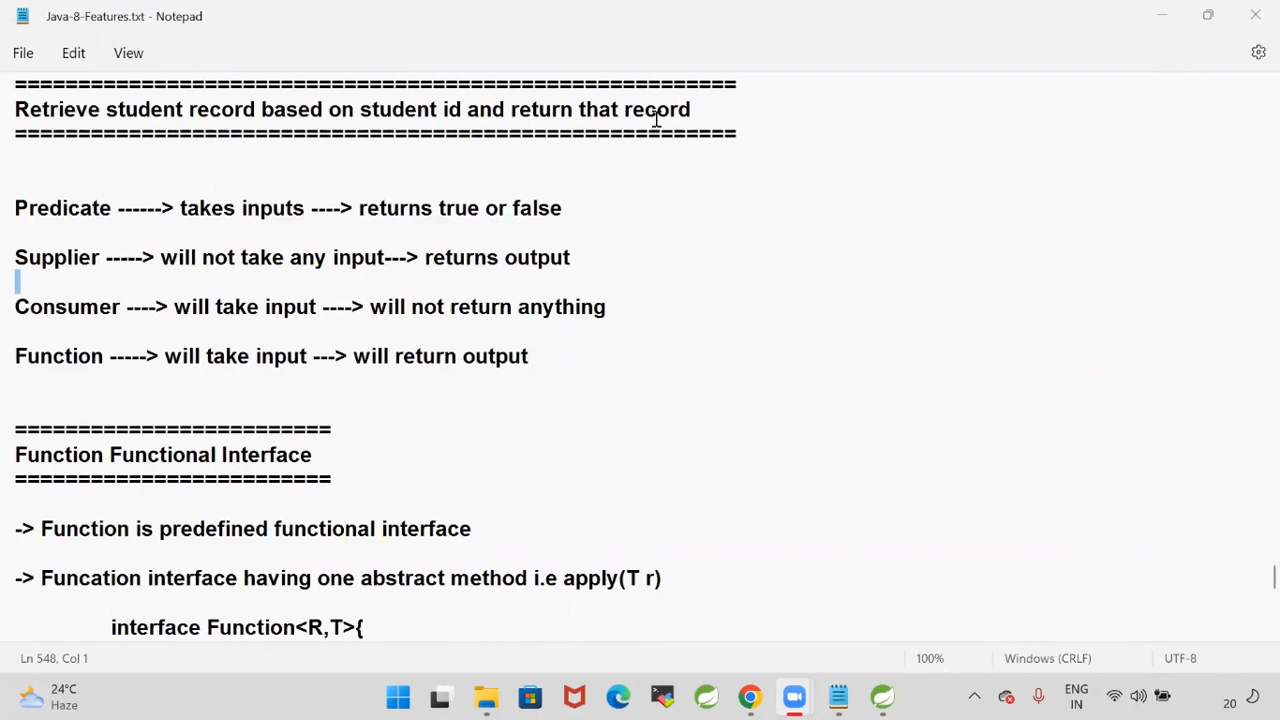 Java-8-Features.txt - Notepad
File Edit View
=========================================================
Retrieve student record based on student id and return that record
=========================================================
Predicate ------> takes inputs ----> returns true or false
Supplier -----> will not take any input---> returns output
Consumer ----> will take input ----> will not return anything
Function -----> will take input ---> will return output
=========================
Function Functional Interface
=========================
-> Function is predefined functional interface
-> Funcation interface having one abstract method i.e apply(T r)
interface Function<R,T>{
Ln 548, Col 1 100% Windows (CRLF) UTF-8
24°C
Haze
ENG
IN
20